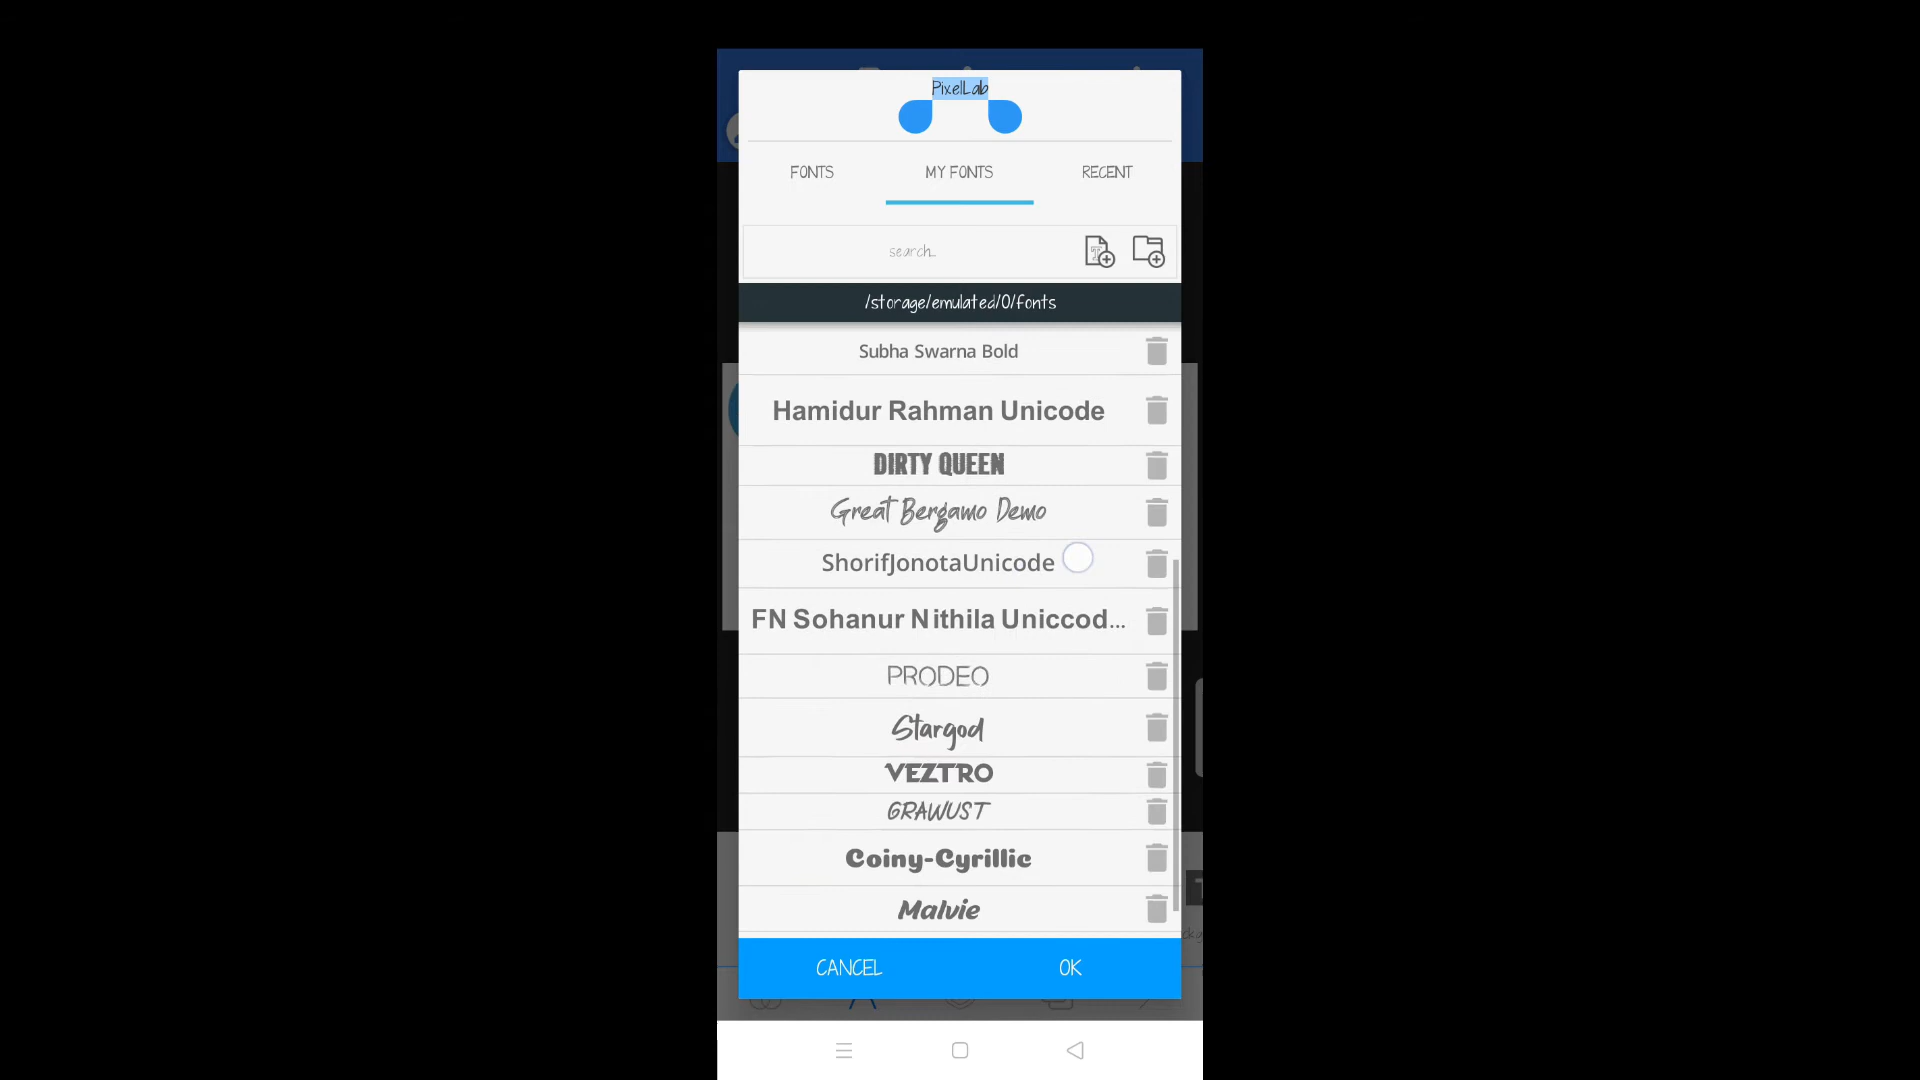 PixelLab
FONTS MY FONTS RECENT
search...
/storage/emulated/0/fonts
Subha Swarna Bold
Hamidur Rahman Unicode
DIRTY QUEEN
Great Bergamo Demo
ShorifJonotaUnicode
FN Sohanur Nithila Uniccod...
PRODEO
Stargod
VEZTRO
GRAWUST
Coiny-Cyrillic
Malvie
CANCEL OK